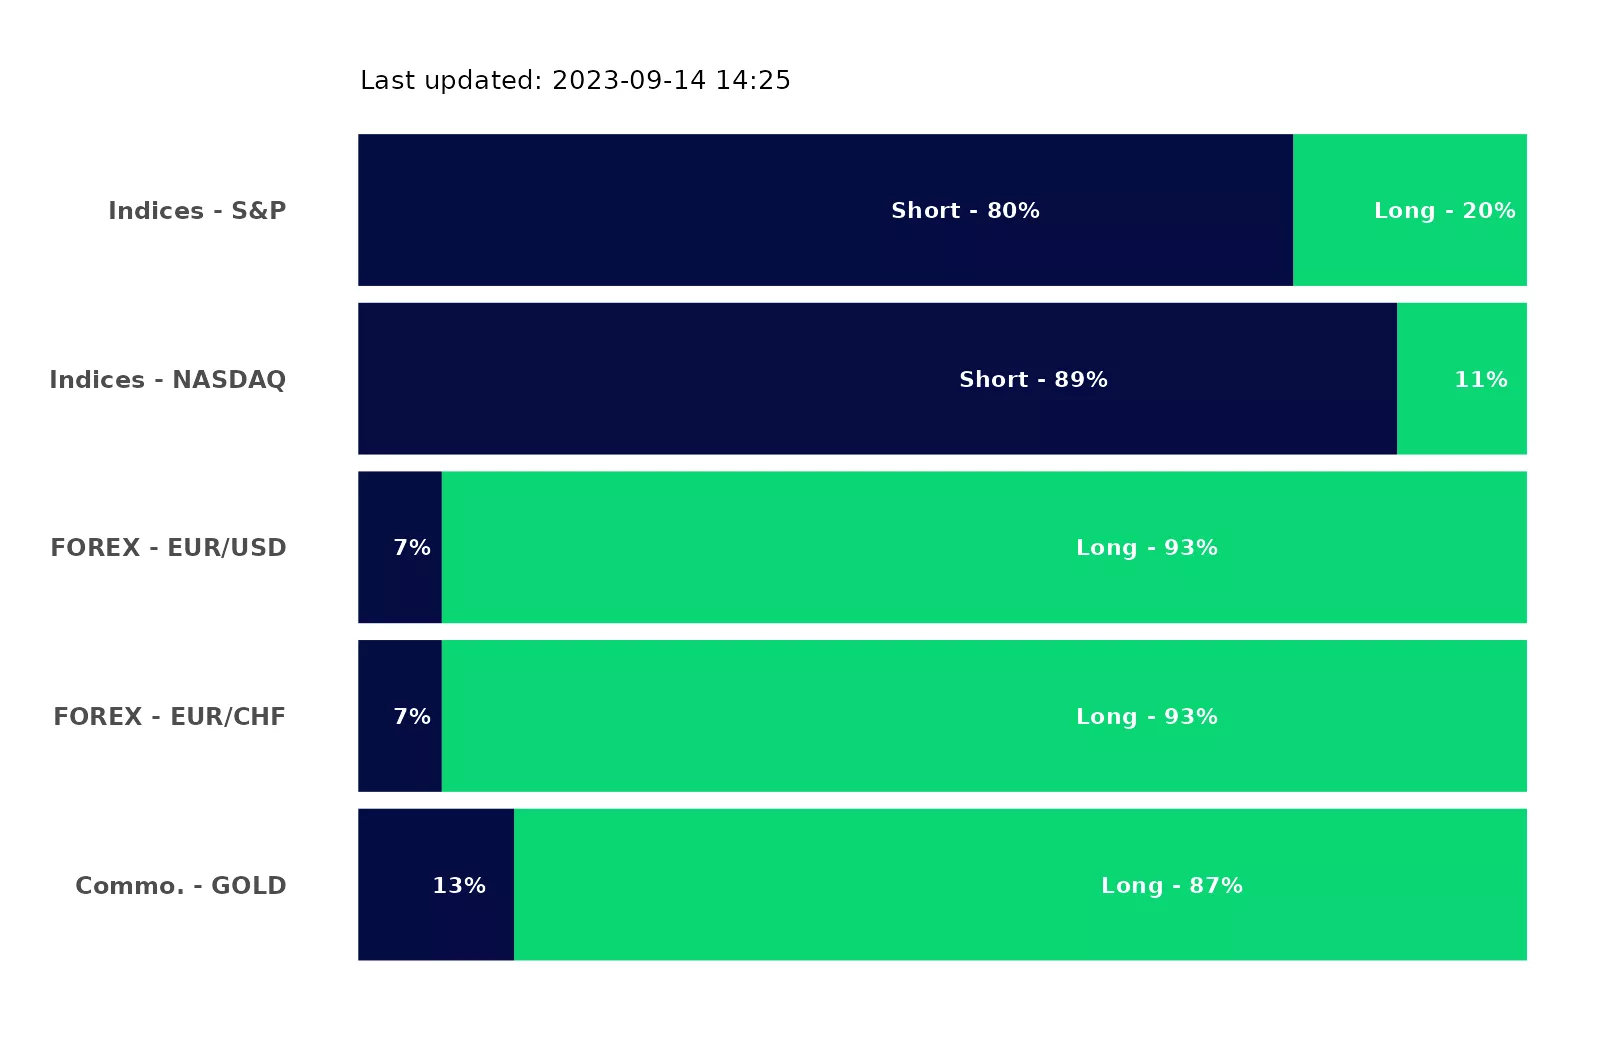 Last updated: 2023-09-14 14:25
Indices - S&P Short - 80% Long - 20%
Indices - NASDAQ Short - 89% 11%
FOREX - EUR/USD 7% Long - 93%
FOREX - EUR/CHF 7% Long - 93%
Commo. - GOLD 13% Long - 87%